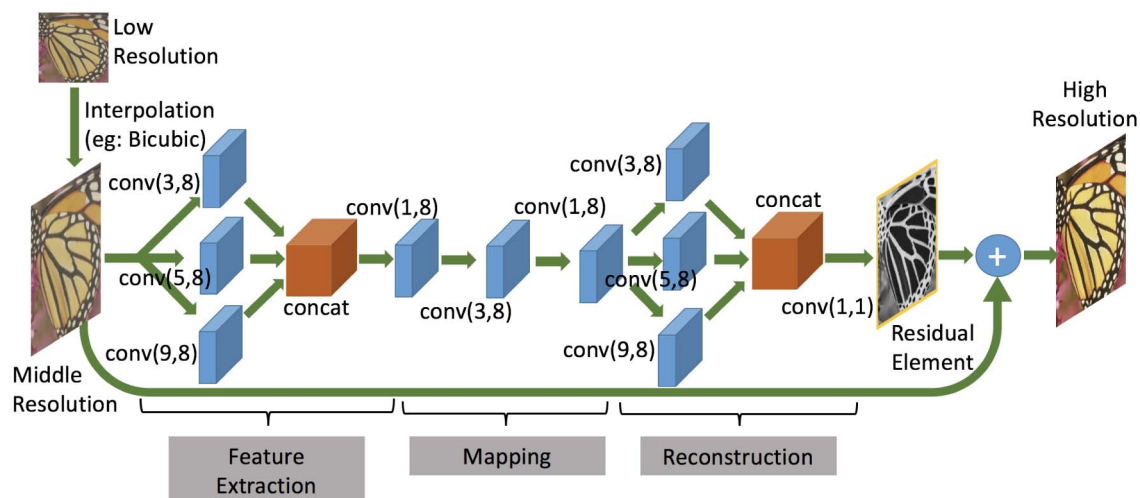 Low
Resolution
Interpolation
(eg: Bicubic)
High
Resolution
conv(3,8)
conv(5,8)
conv(9,8)
concat
conv(1,8)
conv(3,8)
conv(1,8)
conv(3,8)
conv(5,8)
conv(9,8)
concat
conv(1,1)
+
Residual
Element
Middle
Resolution
Feature
Extraction
Mapping
Reconstruction